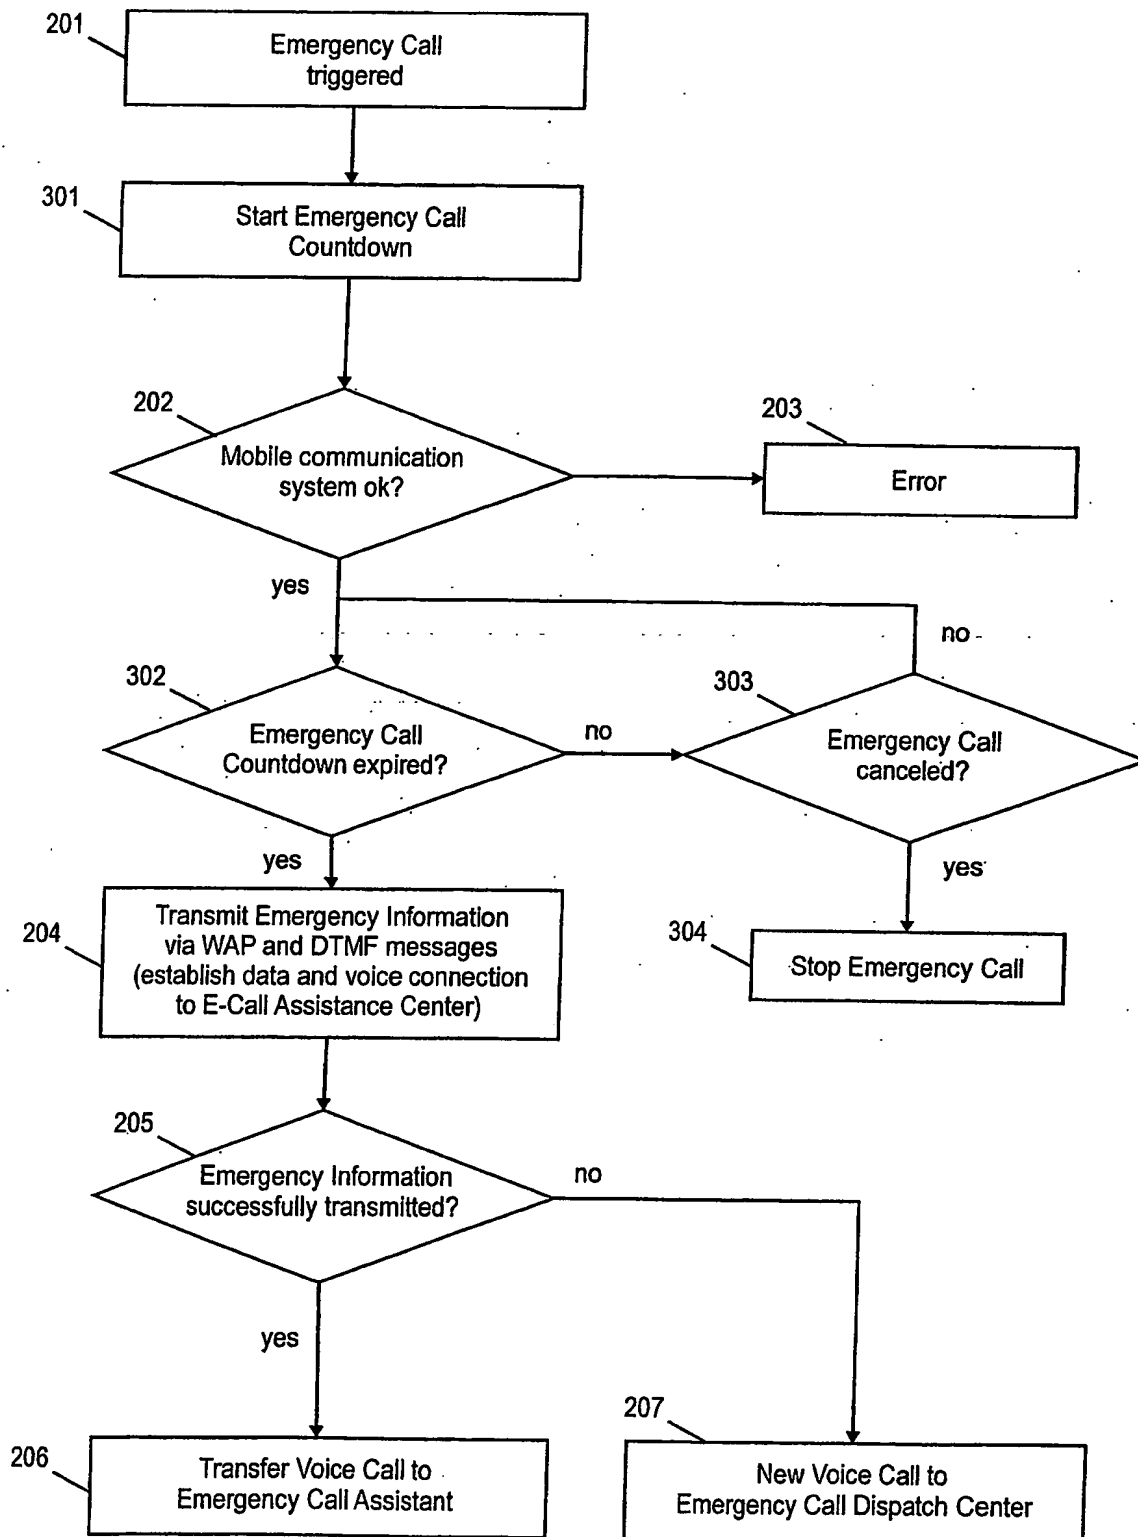 201
Emergency Call
triggered
301
Start Emergency Call
Countdown
202
Mobile communication
system ok?
203
Error
yes
no
302
Emergency Call
Countdown expired?
no
303
Emergency Call
canceled?
yes
yes
204
Transmit Emergency Information
via WAP and DTMF messages
(establish data and voice connection
to E-Call Assistance Center)
304
Stop Emergency Call
205
Emergency Information
successfully transmitted?
no
yes
206
Transfer Voice Call to
Emergency Call Assistant
207
New Voice Call to
Emergency Call Dispatch Center